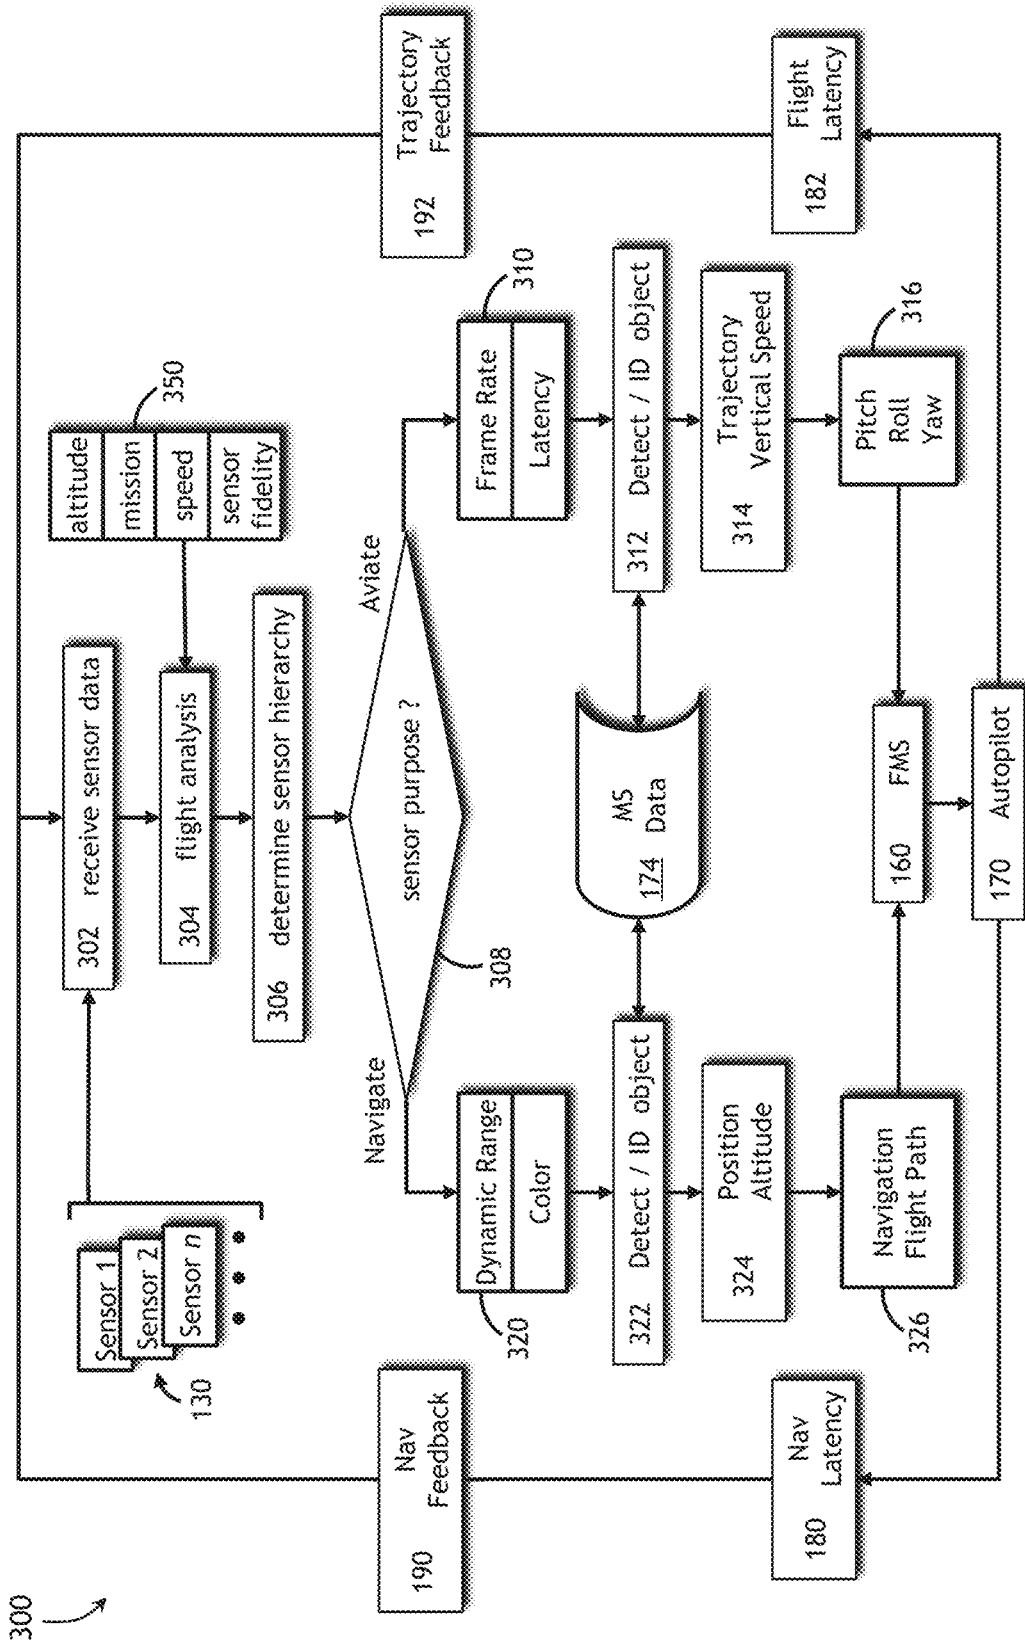 300
Sensor 1
Sensor 2
Sensor n
130
302 receive sensor data
304 flight analysis
306 determine sensor hierarchy
altitude
mission
speed
sensor
fidelity
350
Navigate
Aviate
sensor purpose ?
308
190
Nav
Feedback
192
Trajectory
Feedback
320
Dynamic Range
Color
Frame Rate
Latency
310
322 Detect / ID object
MS
Data
174
312 Detect / ID object
324
Position
Altitude
314
Trajectory
Vertical Speed
180
Nav
Latency
182
Flight
Latency
326
Navigation
Flight Path
Pitch
Roll
Yaw
316
160 FMS
170 Autopilot